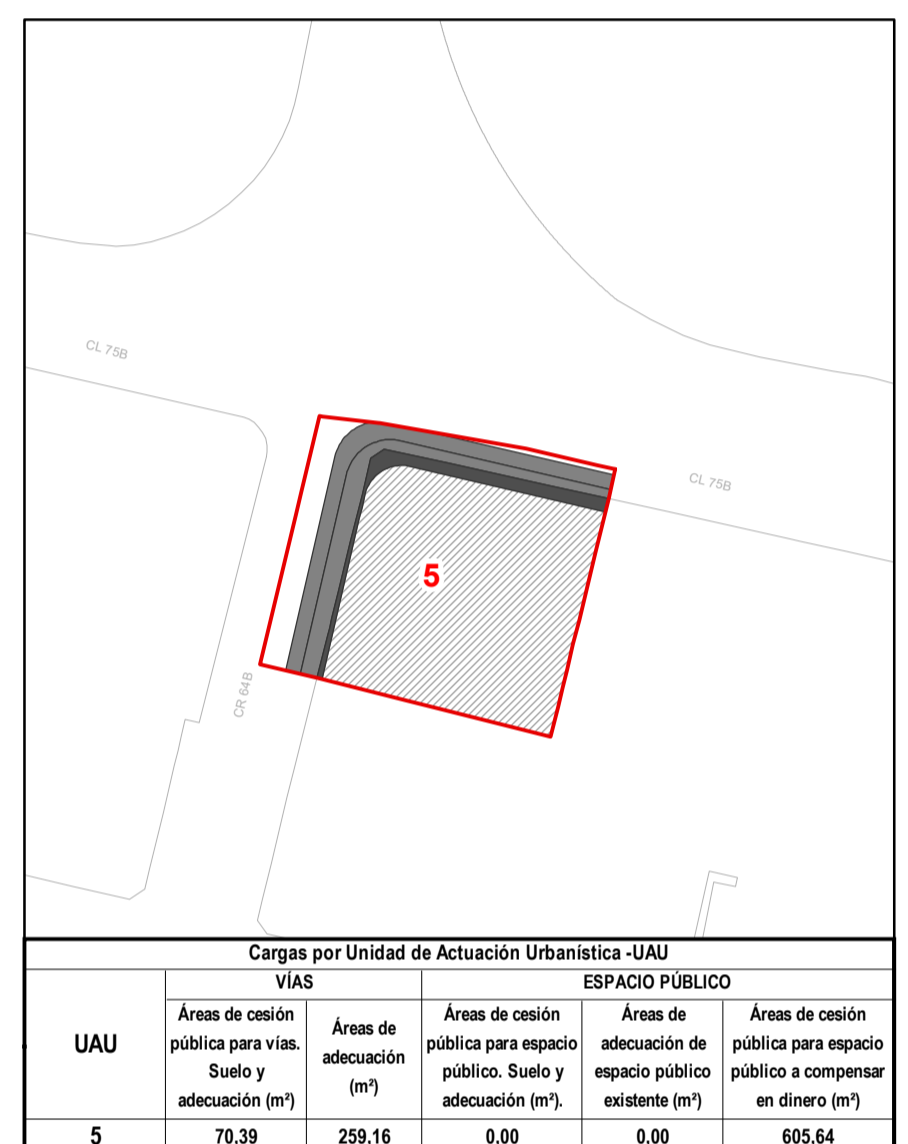 CL 75B
CL 75B
5
CR 64B
Cargas por Unidad de Actuación Urbanística -UAU
UAU
VÍAS
ESPACIO PÚBLICO
Áreas de cesión
pública para vías.
Suelo y
adecuación (m²)
Áreas de
adecuación
(m²)
Áreas de cesión
pública para espacio
público. Suelo y
adecuación (m²).
Áreas de
adecuación de
espacio público
existente (m²)
Áreas de cesión
pública para espacio
público a compensar
en dinero (m²)
5 70.39 259.16 0.00 0.00 605.64